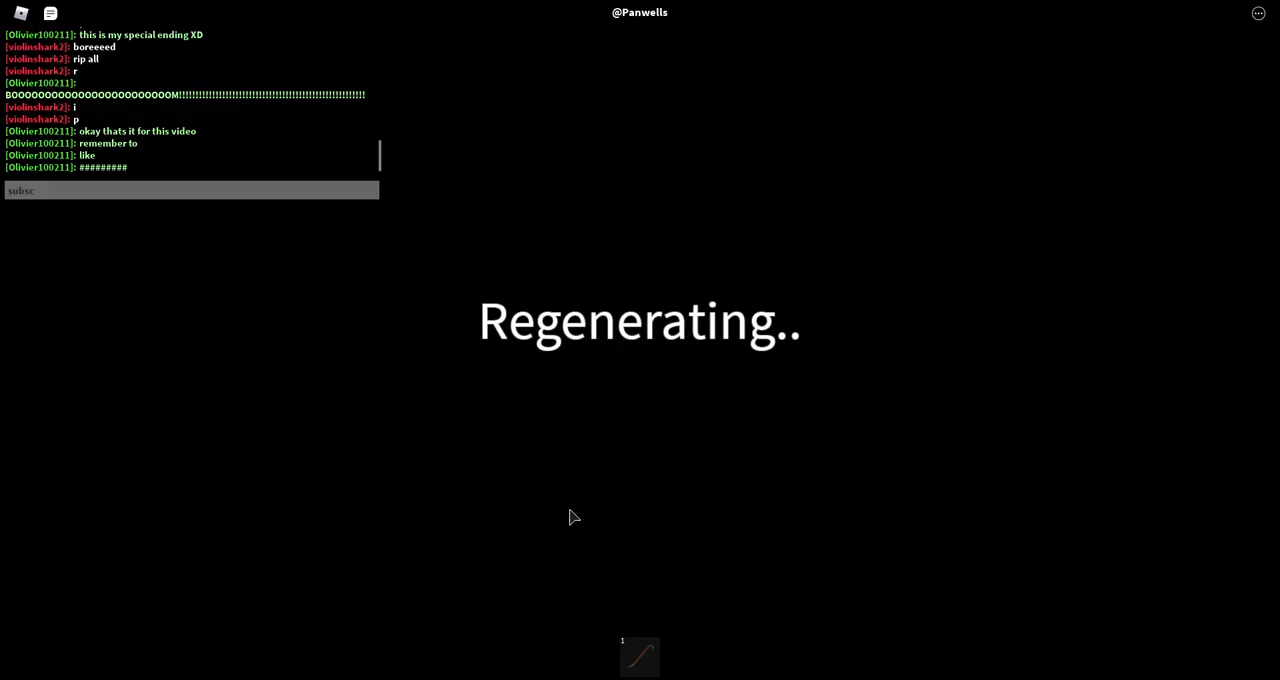 @Panwells
[Olivier100211]: this is my special ending XD
[violinshark2]: boreeeed
[violinshark2]: rip all
[violinshark2]: r
[Olivier100211]:
BOOOOOOOOOOOOOOOOOOOOOOOM!!!!!!!!!!!!!!!!!!!!!!!!!!!!!!!!!!!!!!!!!!!!!!!!!!!!!!!!
[violinshark2]: i
[violinshark2]: p
[Olivier100211]: okay thats it for this video
[Olivier100211]: remember to
[Olivier100211]: like
[Olivier100211]: #########
subsc
Regenerating..
1